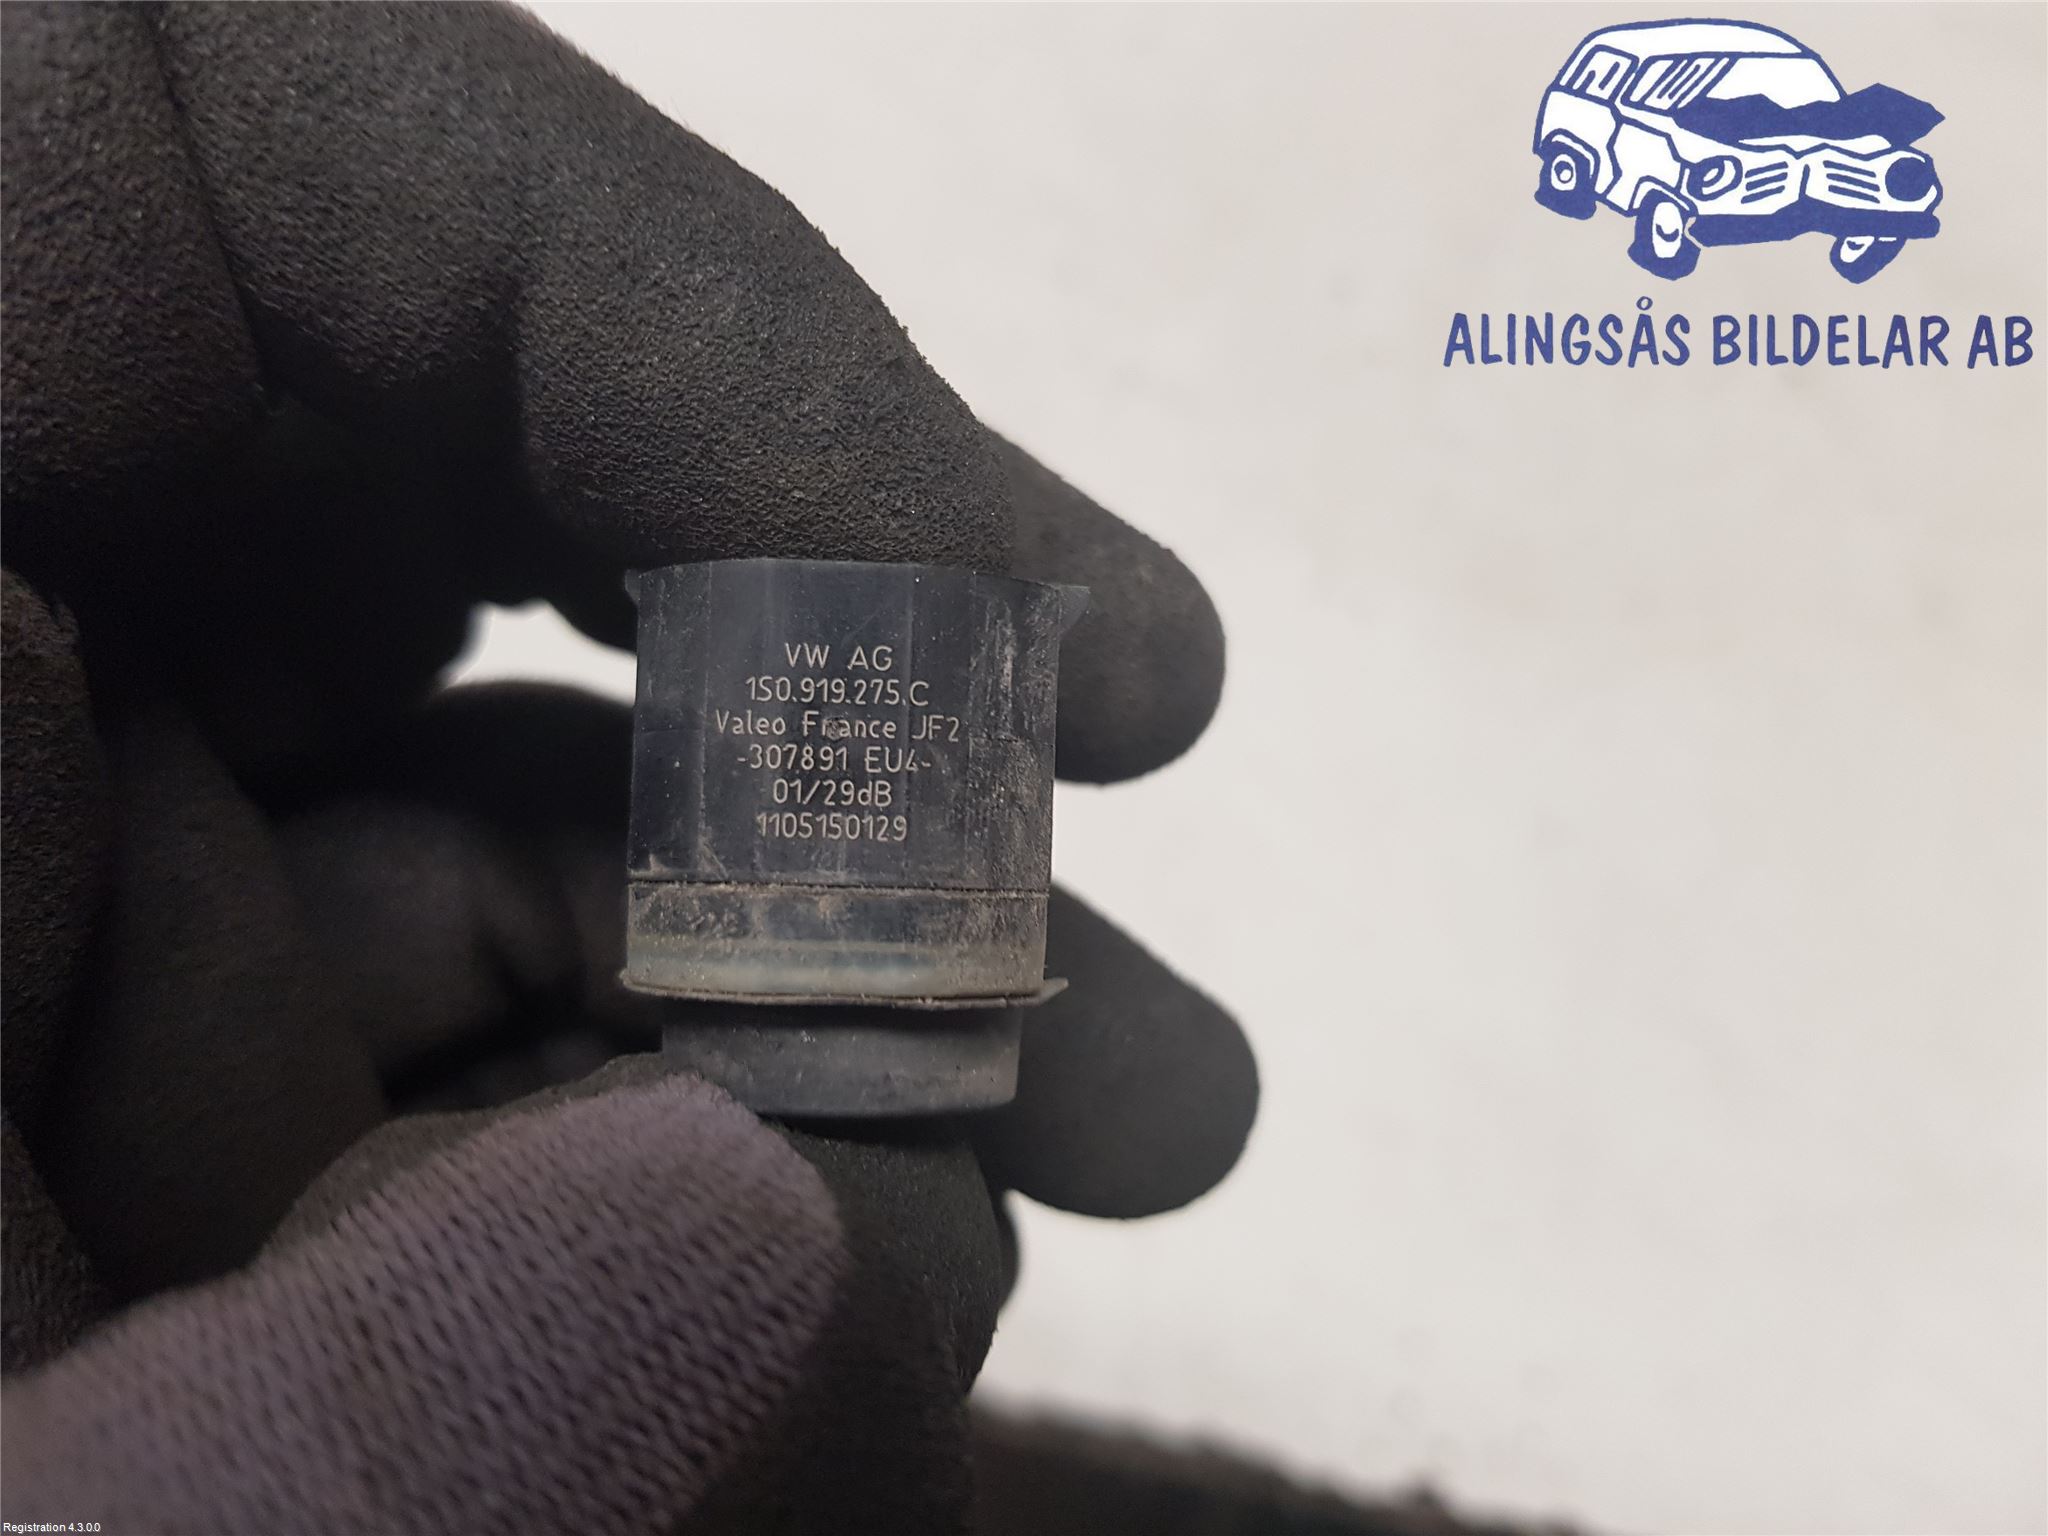 ALINGSÅS BILDELAR AB
VW AG
1S0.919.275.C
Valeo France JF2
-307891 EU4-
01/29dB
1105150129
Registration 4.3.0.0